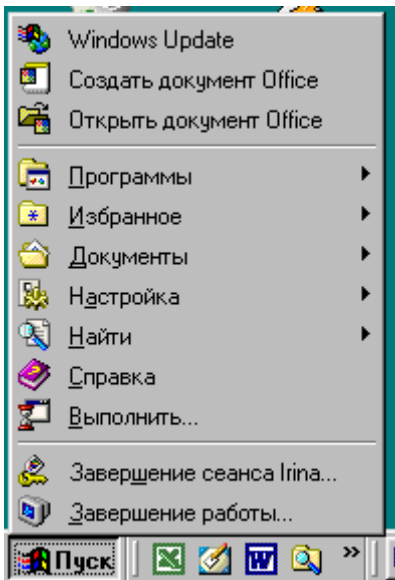 Windows Update
Создать документ Office
Открыть документ Office
Программы
Избранное
Документы
Настройка
Найти
Справка
Выполнить...
Завершение сеанса Irina...
Завершение работы...
Пуск